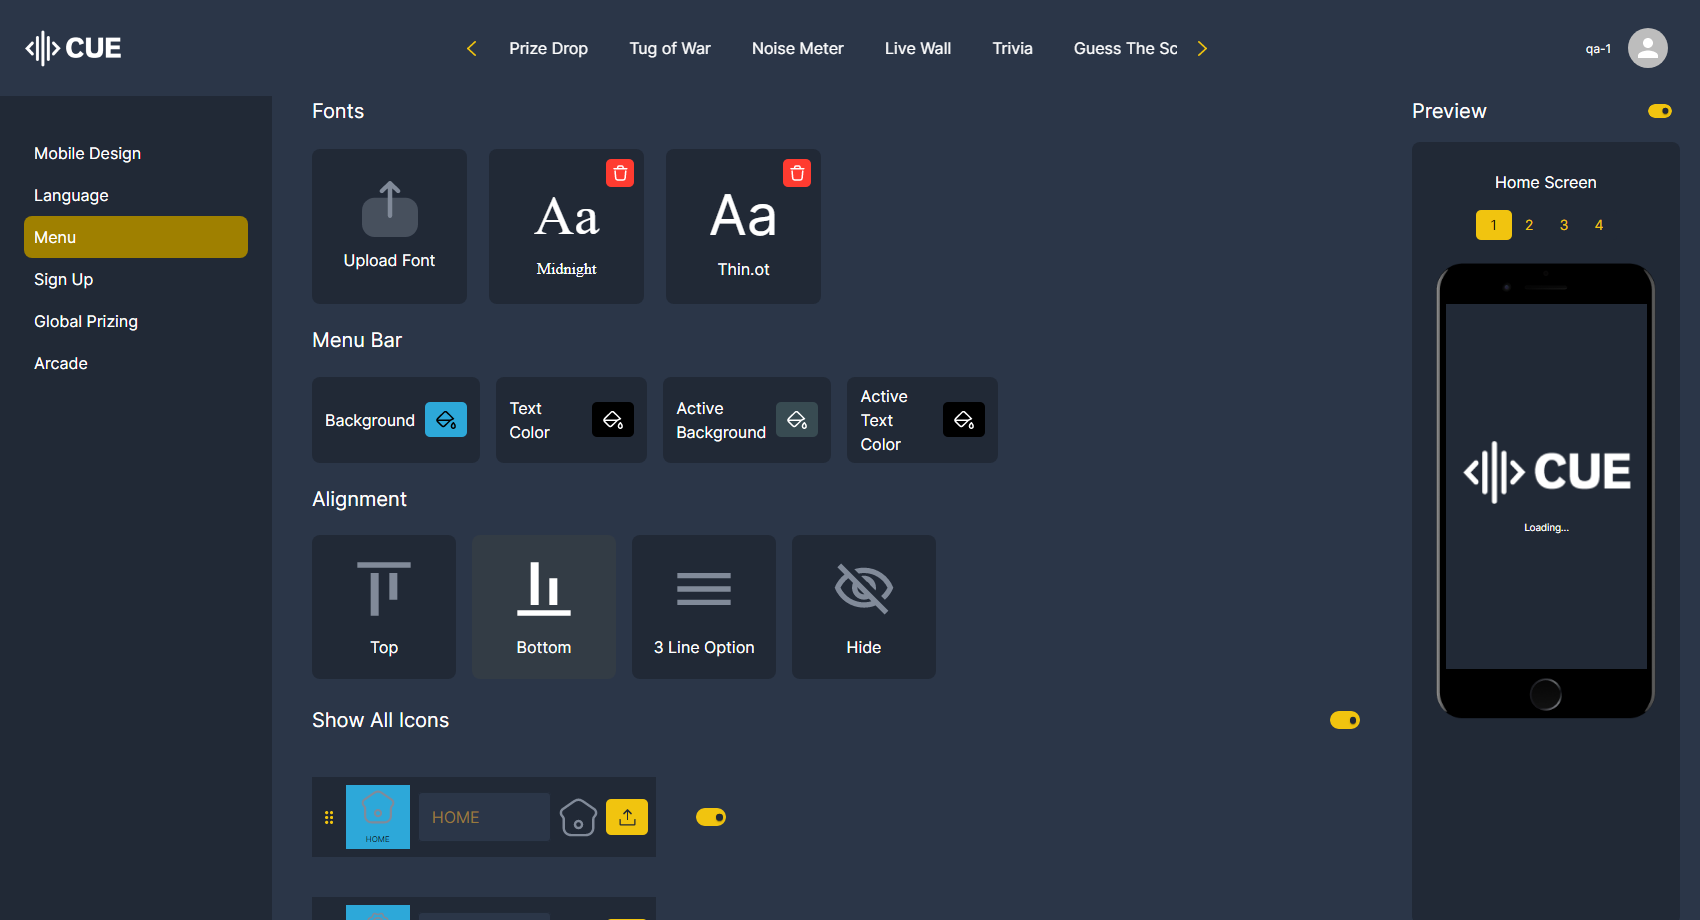 CUE
Prize Drop
Tug of War
Noise Meter
Live Wall
Trivia
Guess The Sc
qa-1
Mobile Design
Language
Menu
Sign Up
Global Prizing
Arcade
Fonts
Upload Font
Aa
Midnight
Aa
Thin.ot
Menu Bar
Background
Text
Color
Active
Background
Active
Text
Color
Alignment
Top
Bottom
3 Line Option
Hide
Show All Icons
HOME
HOME
Preview
Home Screen
1 2 3 4
CUE
Loading...